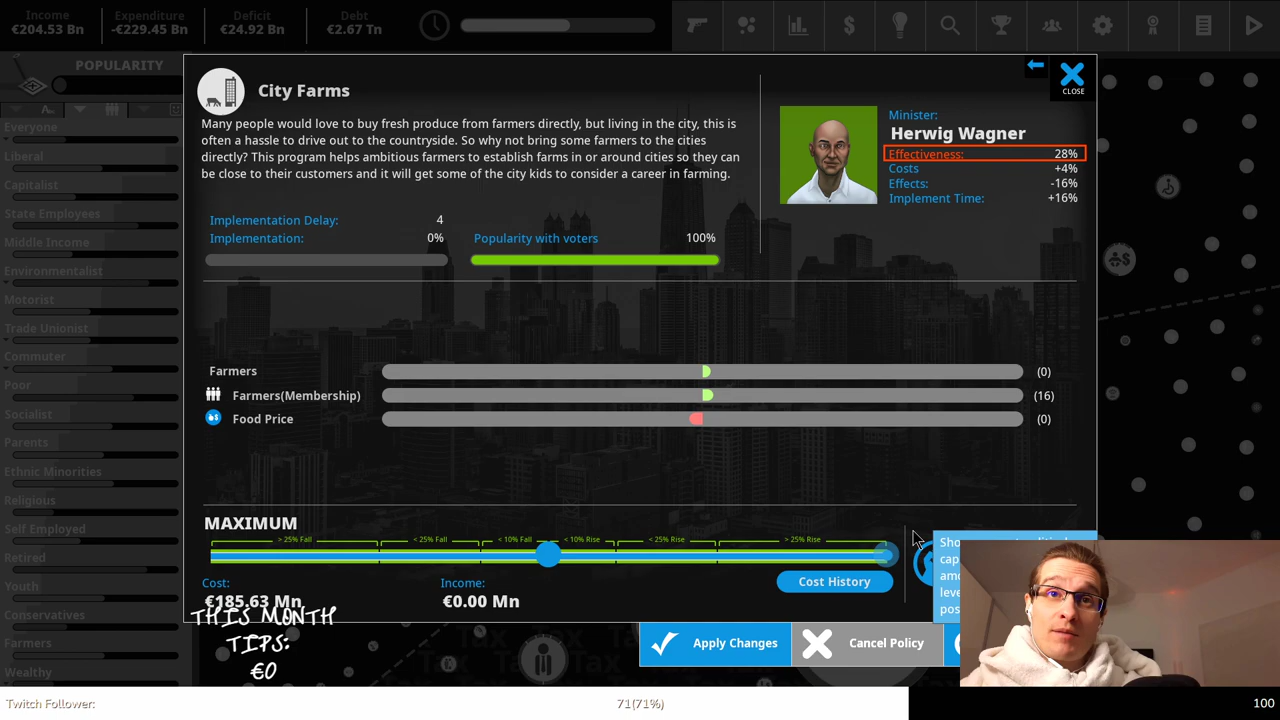 Income
Expenditure
Deficit
Debt
€204.53 Bn
-€229.45 Bn
€24.92 Bn
€2.67 Tn
POPULARITY
Everyone
Liberal
Capitalist
State Employees
Middle Income
Environmentalist
Motorist
Trade Unionist
Commuter
Poor
Socialist
Parents
Ethnic Minorities
Religious
Self Employed
Retired
Youth
Conservatives
Farmers
Wealthy
City Farms
CLOSE
Many people would love to buy fresh produce from farmers directly, but living in the city, this is
often a hassle to drive out to the countryside. So why not bring some farmers to the cities
directly? This program helps ambitious farmers to establish farms in or around cities so they can
be close to their customers and it will get some of the city kids to consider a career in farming.
Minister:
Herwig Wagner
Effectiveness: 28%
Costs +4%
Effects: -16%
Implement Time: +16%
Implementation Delay: 4
Implementation: 0%
Popularity with voters 100%
Farmers (0)
Farmers(Membership) (16)
Food Price (0)
MAXIMUM
> 25% Fall < 25% Fall < 10% Fall < 10% Rise < 25% Rise > 25% Rise
Cost:
€185.63 Mn
Income:
€0.00 Mn
Cost History
Apply Changes
Cancel Policy
THIS MONTH
TIPS:
€0
Tax Tax Tax
Twitch Follower: 71(71%) 100